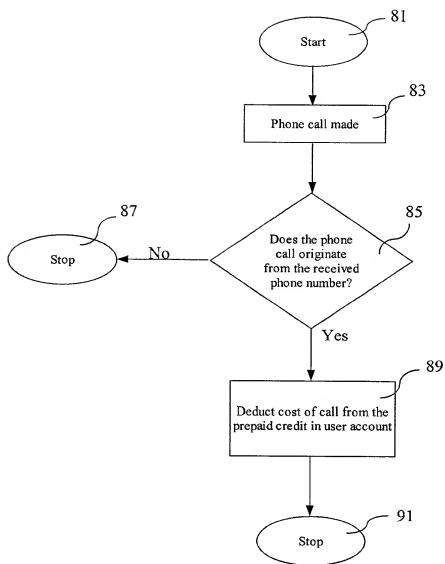 81
Start
83
Phone call made
87
85
Does the phone
call originate
from the received
phone number?
No
Stop
Yes
89
Deduct cost of call from the
prepaid credit in user account
91
Stop